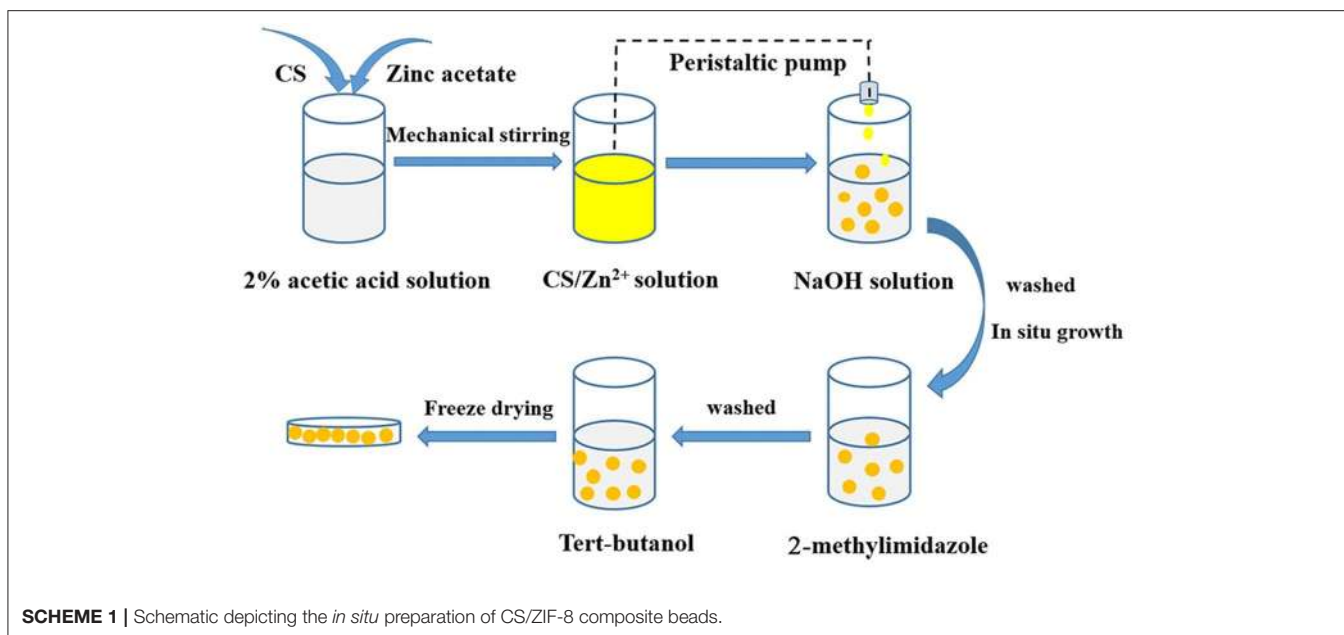 CS
Zinc acetate
Peristaltic pump
Mechanical stirring
2% acetic acid solution
CS/Zn²⁺ solution
NaOH solution
washed
In situ growth
Freeze drying
washed
Tert-butanol
2-methylimidazole
SCHEME 1 | Schematic depicting the in situ preparation of CS/ZIF-8 composite beads.